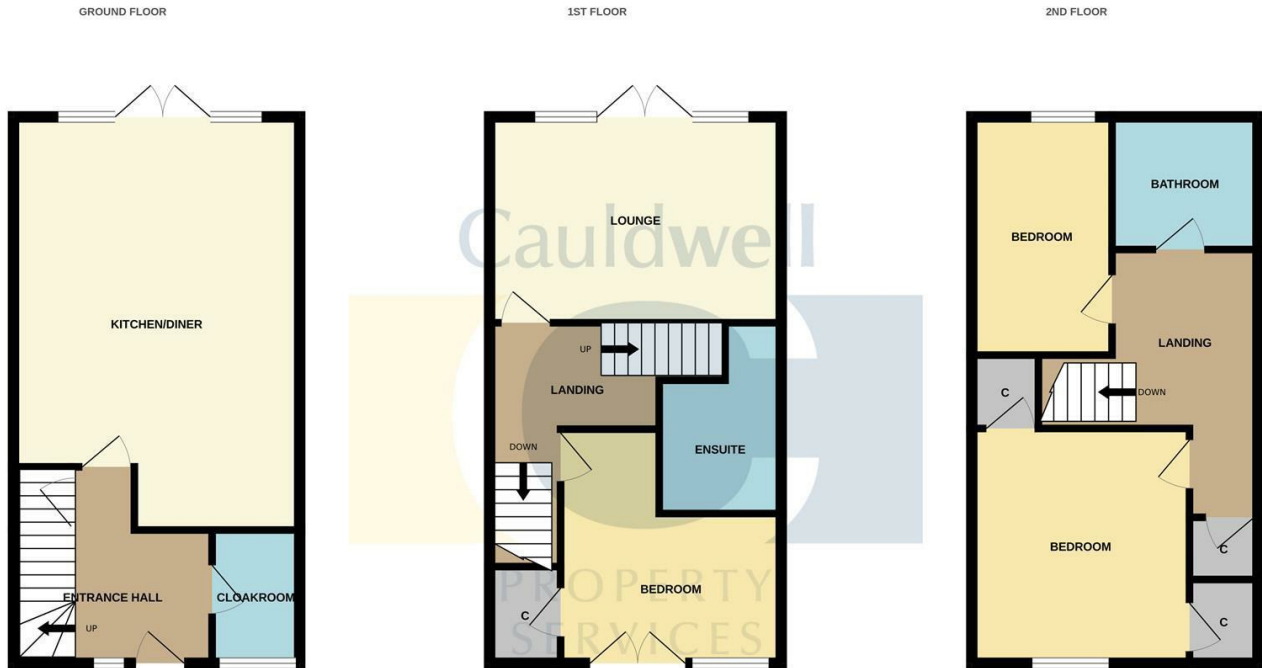 GROUND FLOOR
KITCHEN/DINER
ENTRANCE HALL
UP
CLOAKROOM
1ST FLOOR
LOUNGE
UP
LANDING
DOWN
ENSUITE
BEDROOM
C
Cauldwell
C
PROPERTY
SERVICES
2ND FLOOR
BATHROOM
BEDROOM
LANDING
C
DOWN
BEDROOM
C
C